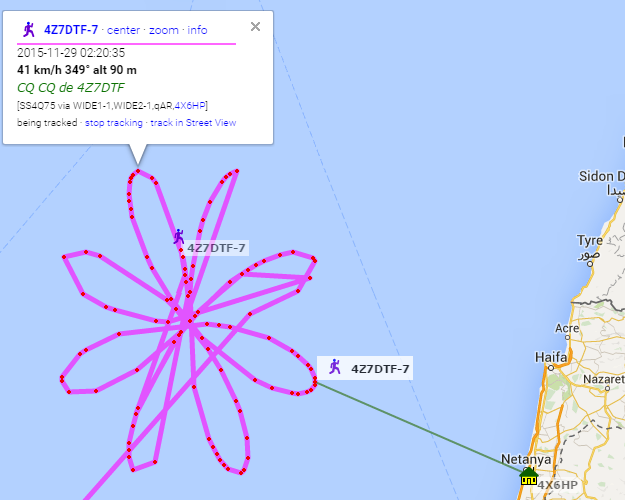 4Z7DTF-7 · center · zoom · info
2015-11-29 02:20:35
41 km/h 349° alt 90 m
CQ CQ de 4Z7DTF
[SS4Q75 via WIDE1-1,WIDE2-1,qAR,4X6HP]
being tracked · stop tracking · track in Street View
Sidon
صيدا
4Z7DTF-7
Tyre
صور
Acre
Haifa
4Z7DTF-7
Nazaret
Netanya
4X6HP